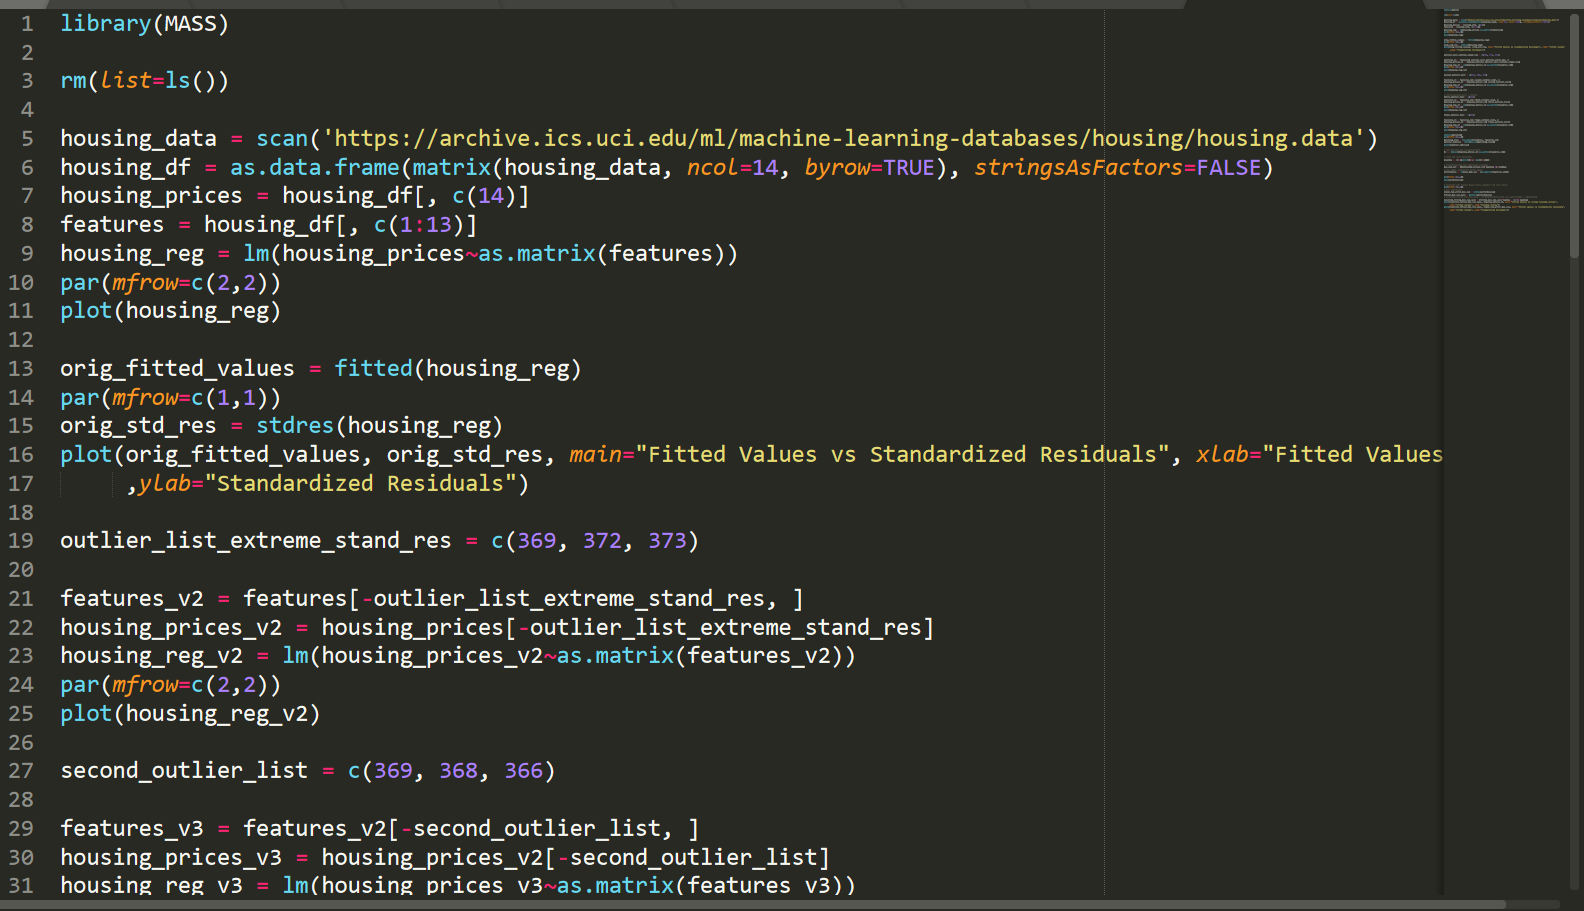 1 library(MASS)
2
3 rm(list=ls())
4
5 housing_data = scan('https://archive.ics.uci.edu/ml/machine-learning-databases/housing/housing.data')
6 housing_df = as.data.frame(matrix(housing_data, ncol=14, byrow=TRUE), stringsAsFactors=FALSE)
7 housing_prices = housing_df[, c(14)]
8 features = housing_df[, c(1:13)]
9 housing_reg = lm(housing_prices~as.matrix(features))
10 par(mfrow=c(2,2))
11 plot(housing_reg)
12
13 orig_fitted_values = fitted(housing_reg)
14 par(mfrow=c(1,1))
15 orig_std_res = stdres(housing_reg)
16 plot(orig_fitted_values, orig_std_res, main="Fitted Values vs Standardized Residuals", xlab="Fitted Values
17 ,ylab="Standardized Residuals")
18
19 outlier_list_extreme_stand_res = c(369, 372, 373)
20
21 features_v2 = features[-outlier_list_extreme_stand_res, ]
22 housing_prices_v2 = housing_prices[-outlier_list_extreme_stand_res]
23 housing_reg_v2 = lm(housing_prices_v2~as.matrix(features_v2))
24 par(mfrow=c(2,2))
25 plot(housing_reg_v2)
26
27 second_outlier_list = c(369, 368, 366)
28
29 features_v3 = features_v2[-second_outlier_list, ]
30 housing_prices_v3 = housing_prices_v2[-second_outlier_list]
31 housing_reg_v3 = lm(housing_prices_v3~as.matrix(features_v3))